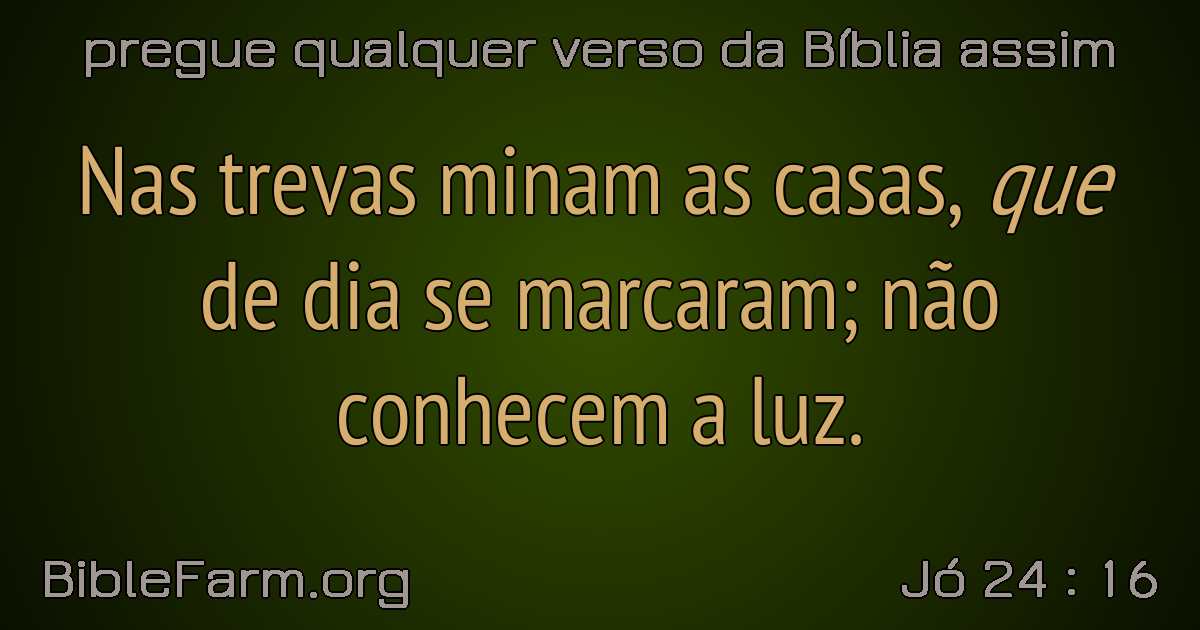 pregue qualquer verso da Bíblia assim
Nas trevas minam as casas, que
de dia se marcaram; não
conhecem a luz.
BibleFarm.org
Jó 24 : 16